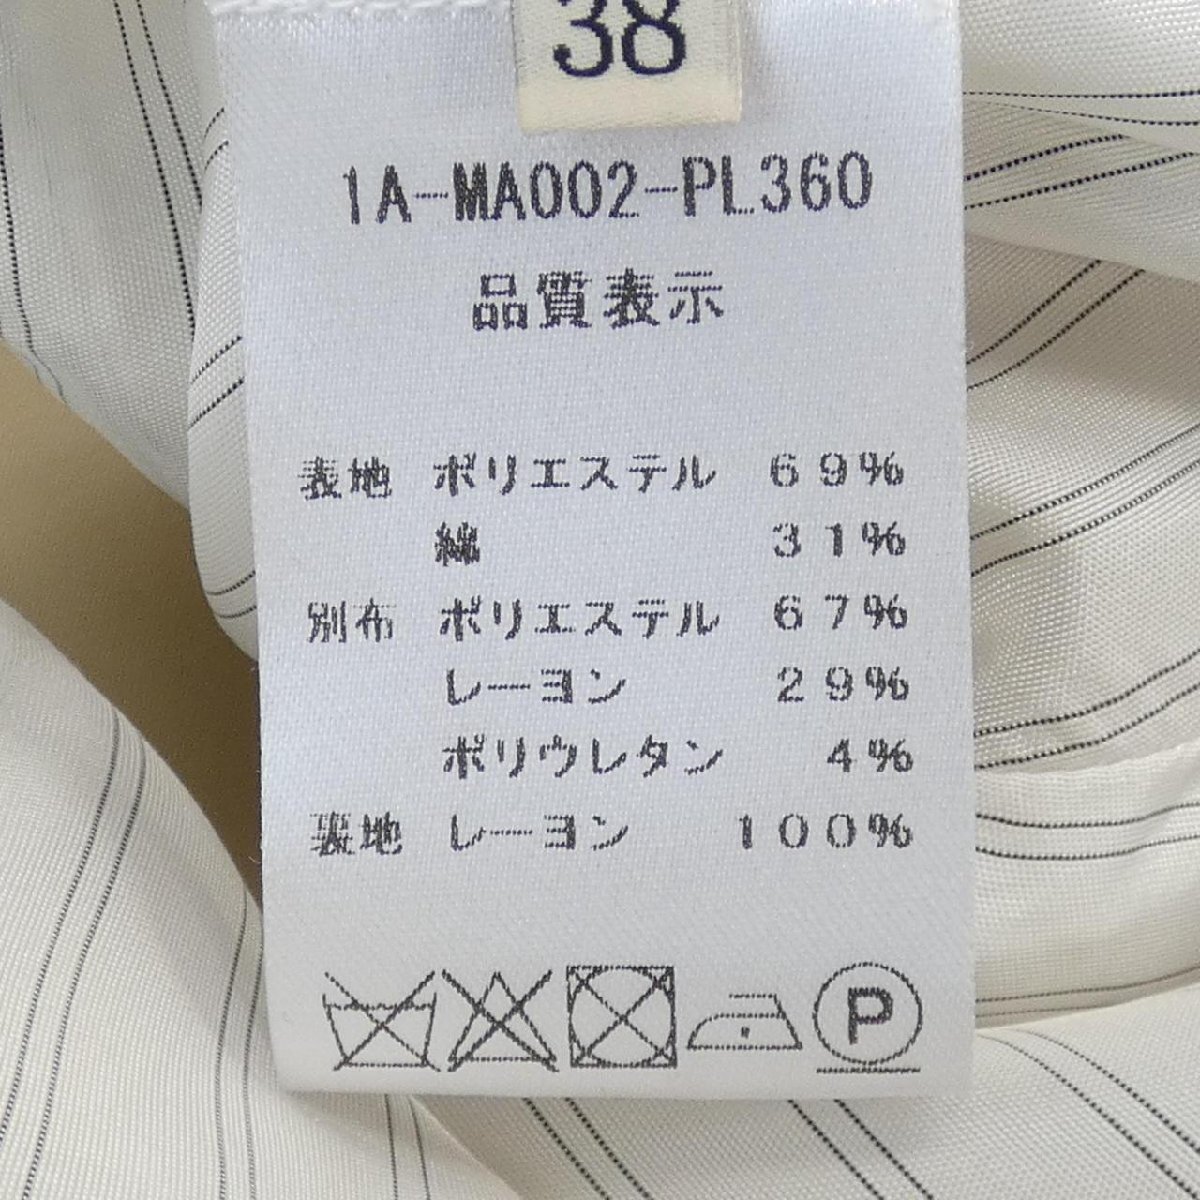 38
1A-MA002-PL360
品質表示
表地 ポリエステル 69%
綿 31%
別布 ポリエステル 67%
レーヨン 29%
ポリウレタン 4%
裏地 レーヨン 100%
P